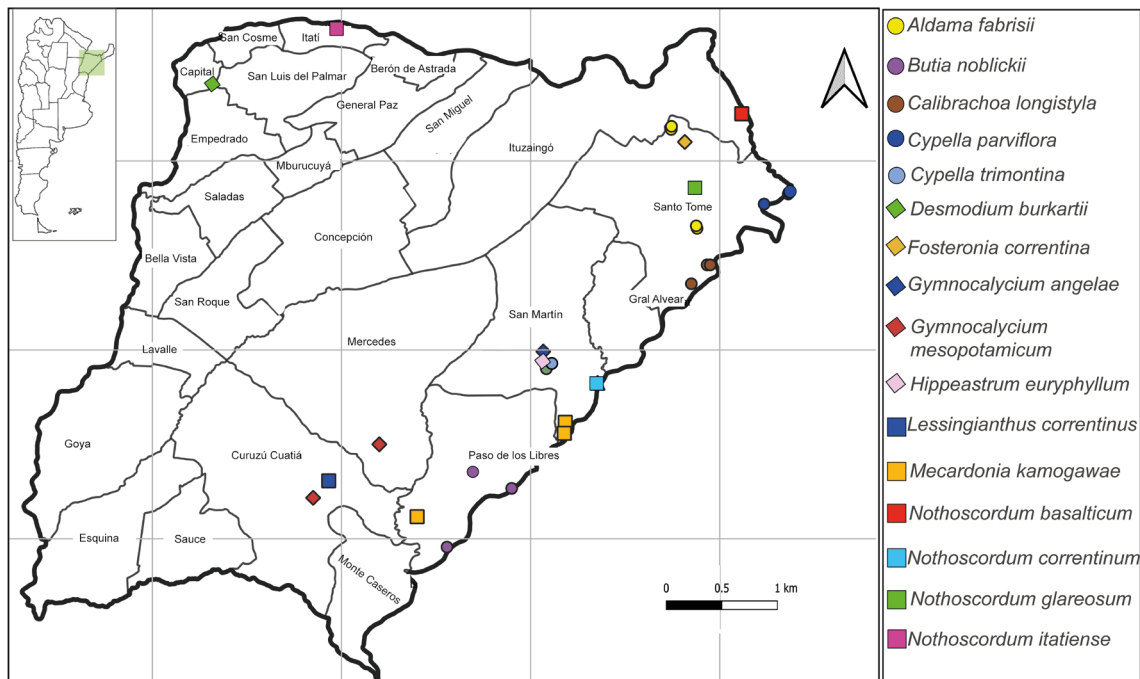 San Cosme
Itatí
Capital
San Luis del Palmar
Berón de Astrada
General Paz
San Miguel
Empedrado
Mburucuyá
Ituzaingó
Saladas
Santo Tome
Concepción
Bella Vista
San Roque
Gral Alvear
San Martín
Mercedes
Lavalle
Goya
Curuzú Cuatiá
Paso de los Libres
Esquina
Sauce
Monte Caseros
0 0.5 1 km
Aldama fabrisii
Butia noblickii
Calibrachoa longistyla
Cypella parviflora
Cypella trimontina
Desmodium burkartii
Fosteronia correntina
Gymnocalycium angelae
Gymnocalycium
mesopotamicum
Hippeastrum euryphyllum
Lessingianthus correntinus
Mecardonia kamogawae
Nothoscordum basalticum
Nothoscordum correntinum
Nothoscordum glareosum
Nothoscordum itatiense